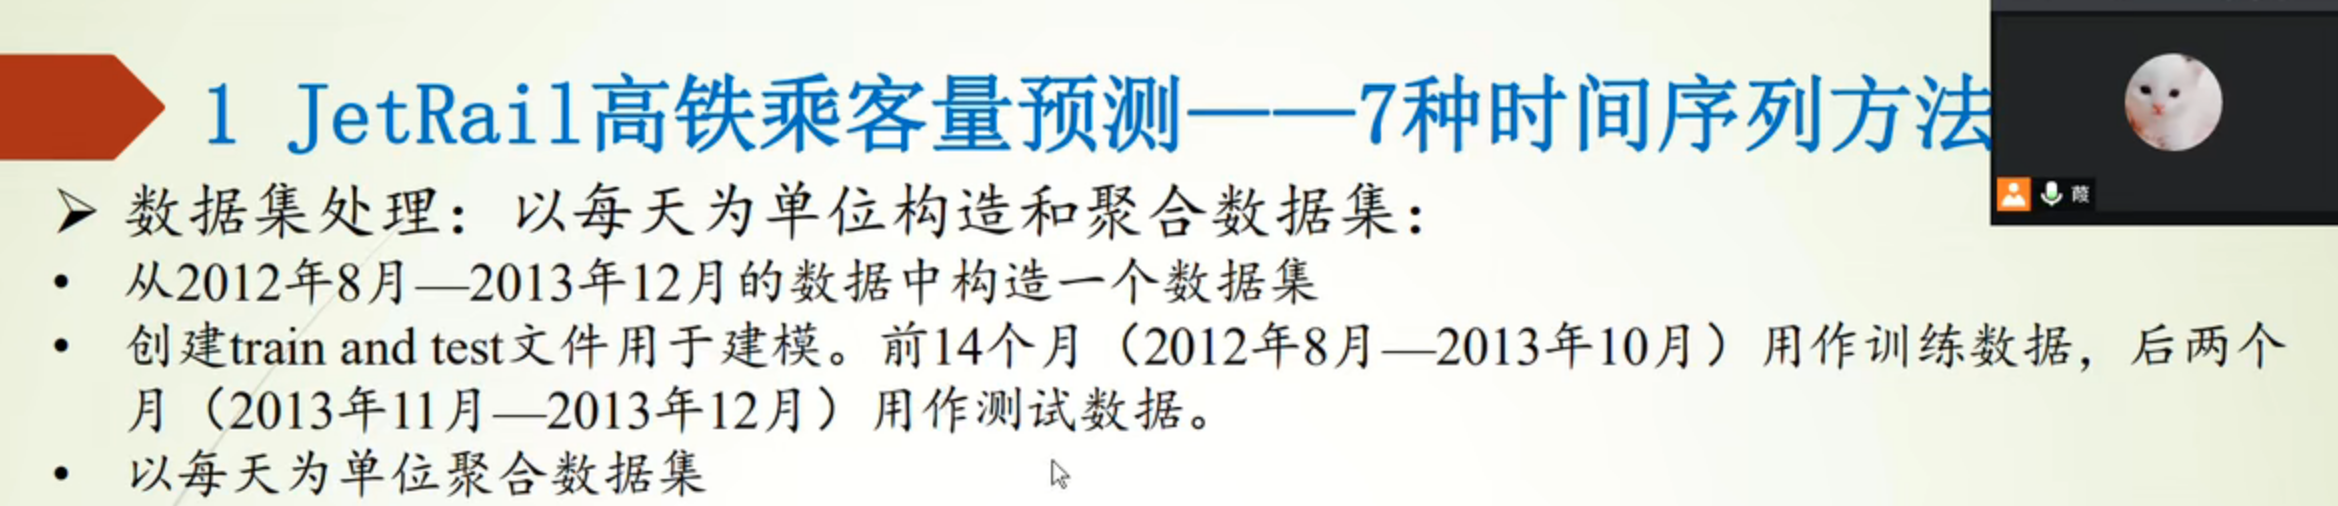 1 JetRail高铁乘客量预测——7种时间序列方法
葭
➢ 数据集处理：以每天为单位构造和聚合数据集：
• 从2012年8月—2013年12月的数据中构造一个数据集
• 创建train and test文件用于建模。前14个月（2012年8月—2013年10月）用作训练数据，后两个
月（2013年11月—2013年12月）用作测试数据。
• 以每天为单位聚合数据集